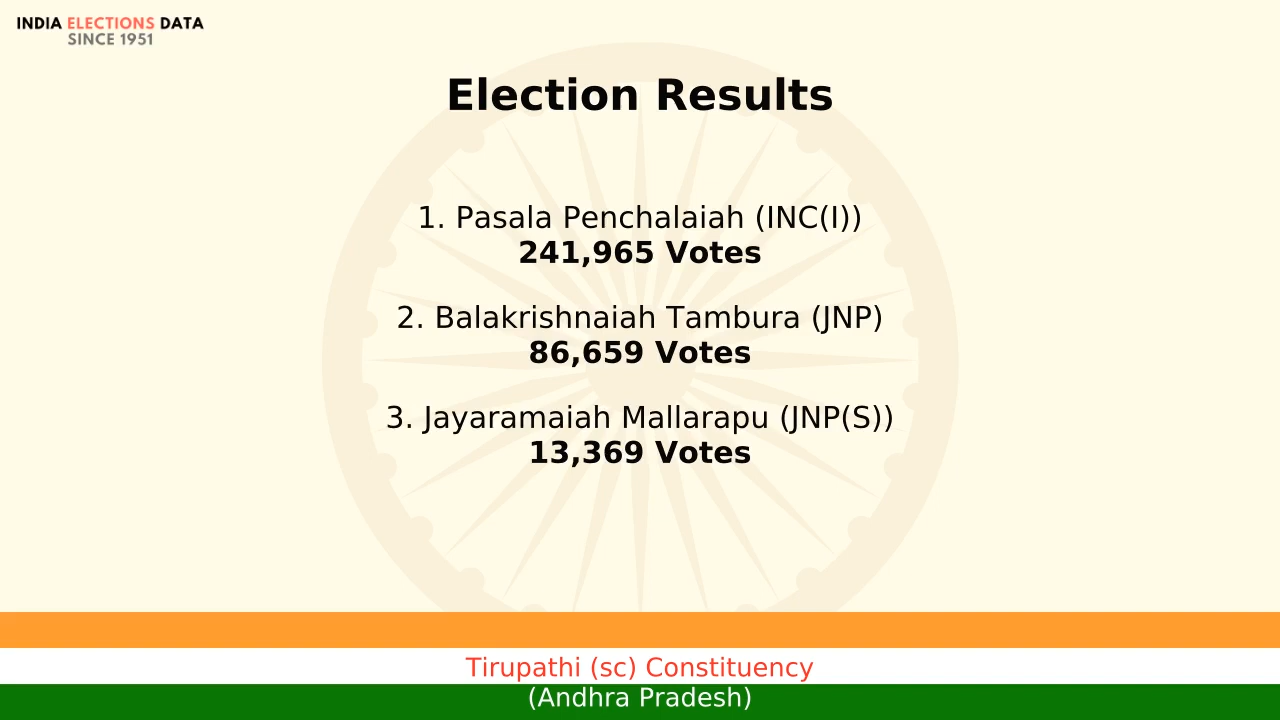 INDIA ELECTIONS DATA
SINCE 1951
Election Results
1. Pasala Penchalaiah (INC(I))
241,965 Votes
2. Balakrishnaiah Tambura (JNP)
86,659 Votes
3. Jayaramaiah Mallarapu (JNP(S))
13,369 Votes
Tirupathi (sc) Constituency
(Andhra Pradesh)